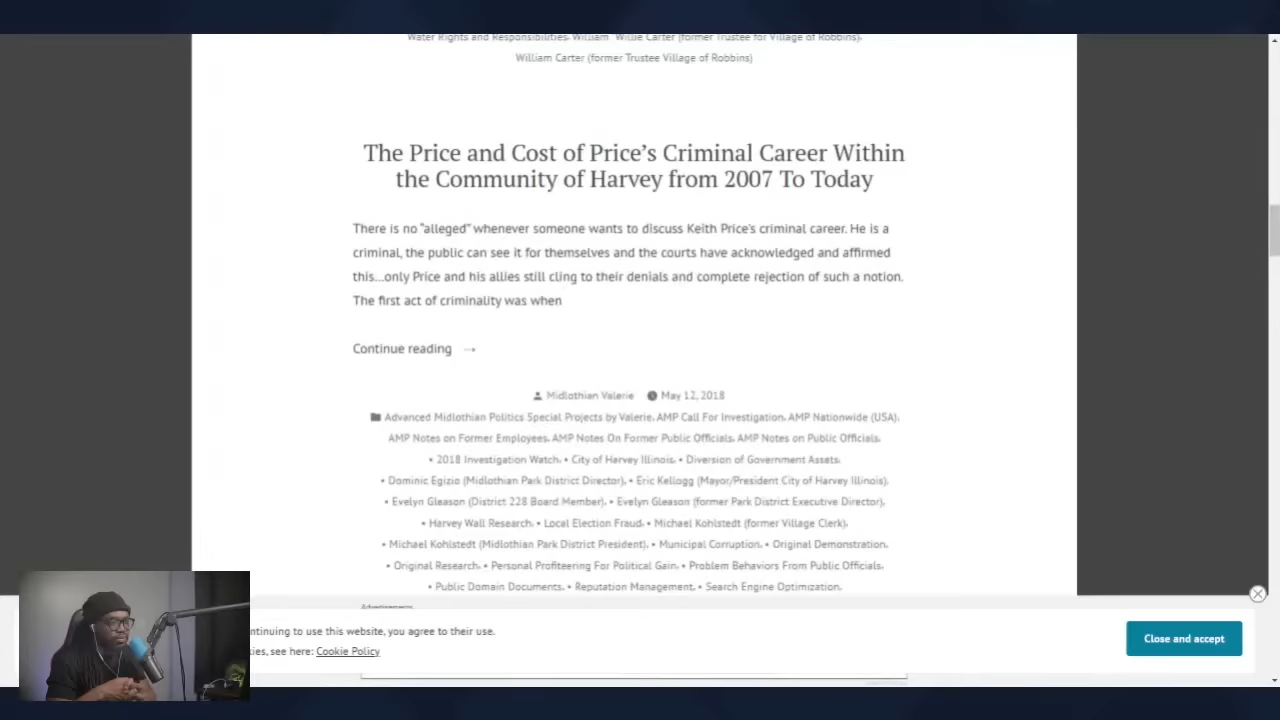 Water Rights and Responsibilities, William "Willie Carter (former Trustee for Village of Robbins),
William Carter (former Trustee Village of Robbins)
The Price and Cost of Price's Criminal Career Within
the Community of Harvey from 2007 To Today
There is no "alleged" whenever someone wants to discuss Keith Price's criminal career. He is a
criminal, the public can see it for themselves and the courts have acknowledged and affirmed
this...only Price and his allies still cling to their denials and complete rejection of such a notion.
The first act of criminality was when
Continue reading →
Midlothian Valerie May 12, 2018
Advanced Midlothian Politics Special Projects by Valerie, AMP Call For Investigation, AMP Nationwide (USA),
AMP Notes on Former Employees, AMP Notes On Former Public Officials, AMP Notes on Public Officials,
• 2018 Investigation Watch, • City of Harvey Illinois, • Diversion of Government Assets,
• Dominic Egizio (Midlothian Park District Director), • Eric Kellogg (Mayor/President City of Harvey Illinois),
• Evelyn Gleason (District 228 Board Member), • Evelyn Gleason (former Park District Executive Director),
• Harvey Wall Research, • Local Election Fraud, • Michael Kohlstedt (former Village Clerk),
• Michael Kohlstedt (Midlothian Park District President), • Municipal Corruption, • Original Demonstration,
• Original Research, • Personal Profiteering For Political Gain, • Problem Behaviors From Public Officials,
• Public Domain Documents, • Reputation Management, • Search Engine Optimization,
Advertisements
ntinuing to use this website, you agree to their use.
ies, see here: Cookie Policy
Close and accept